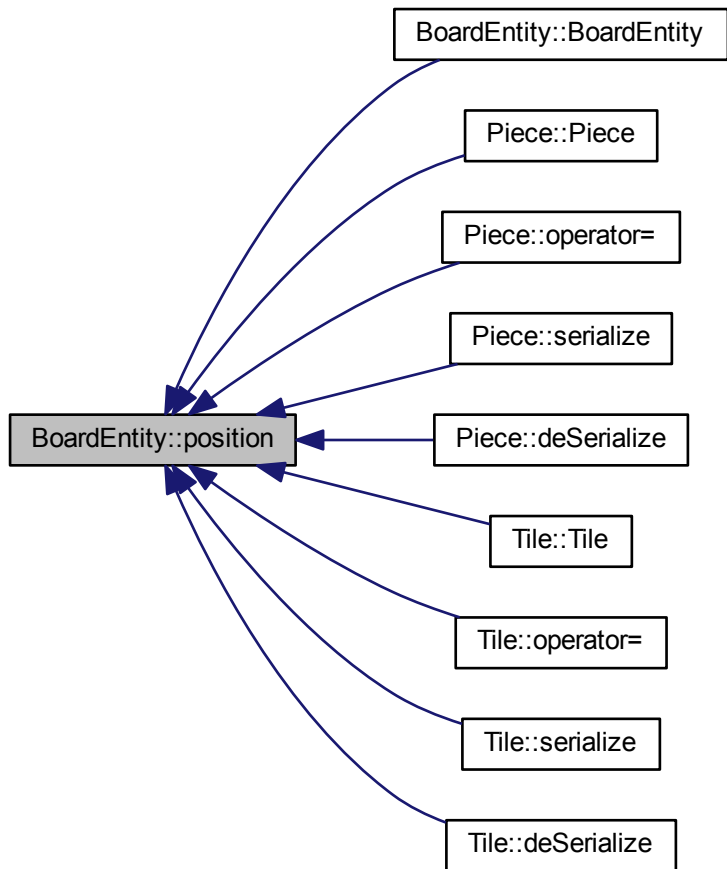 BoardEntity::BoardEntity
Piece::Piece
Piece::operator=
Piece::serialize
BoardEntity::position
Piece::deSerialize
Tile::Tile
Tile::operator=
Tile::serialize
Tile::deSerialize